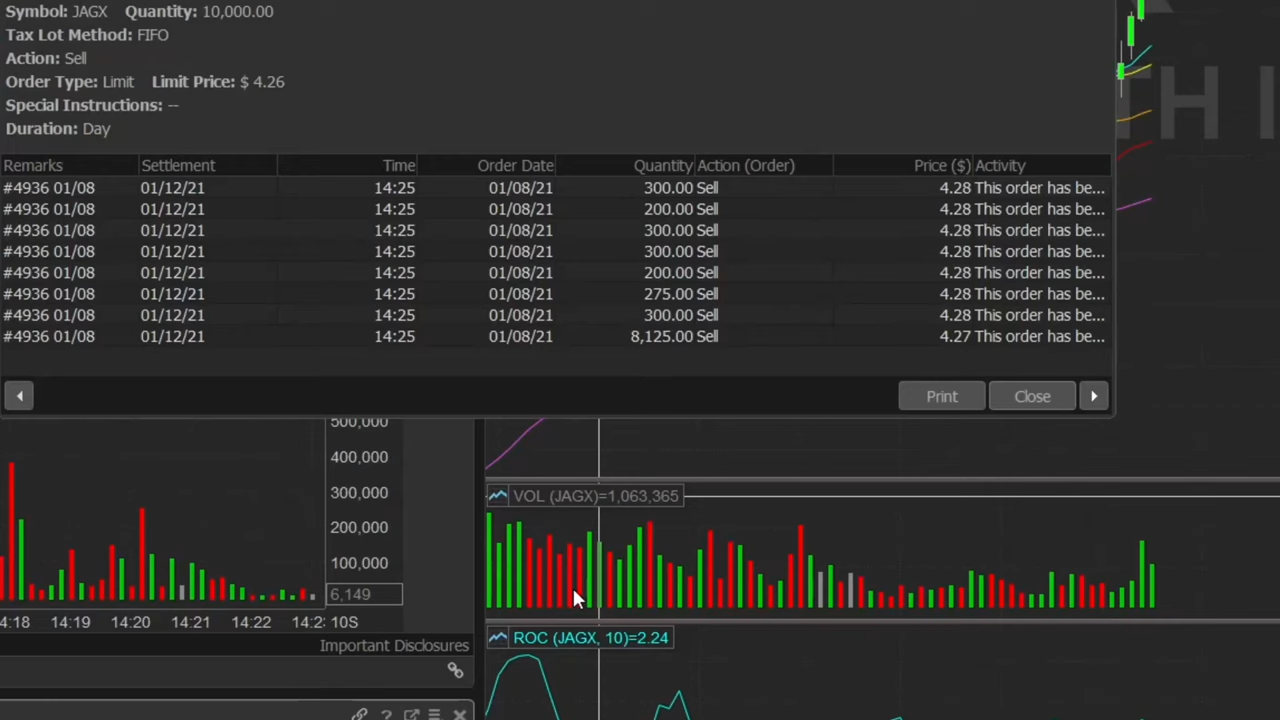 Symbol: JAGX Quantity: 10,000.00
Tax Lot Method: FIFO
Action: Sell
Order Type: Limit Limit Price: $ 4.26
Special Instructions: --
Duration: Day
Remarks Settlement Time Order Date Quantity Action (Order) Price ($) Activity
#4936 01/08 01/12/21 14:25 01/08/21 300.00 Sell 4.28 This order has be...
#4936 01/08 01/12/21 14:25 01/08/21 200.00 Sell 4.28 This order has be...
#4936 01/08 01/12/21 14:25 01/08/21 300.00 Sell 4.28 This order has be...
#4936 01/08 01/12/21 14:25 01/08/21 300.00 Sell 4.28 This order has be...
#4936 01/08 01/12/21 14:25 01/08/21 200.00 Sell 4.28 This order has be...
#4936 01/08 01/12/21 14:25 01/08/21 275.00 Sell 4.28 This order has be...
#4936 01/08 01/12/21 14:25 01/08/21 300.00 Sell 4.28 This order has be...
#4936 01/08 01/12/21 14:25 01/08/21 8,125.00 Sell 4.27 This order has be...
Print Close
500,000
400,000
300,000
200,000
100,000
6,149
:18 14:19 14:20 14:21 14:22 14:23 10S
Important Disclosures
VOL (JAGX)=1,063,365
ROC (JAGX, 10)=2.24
TH